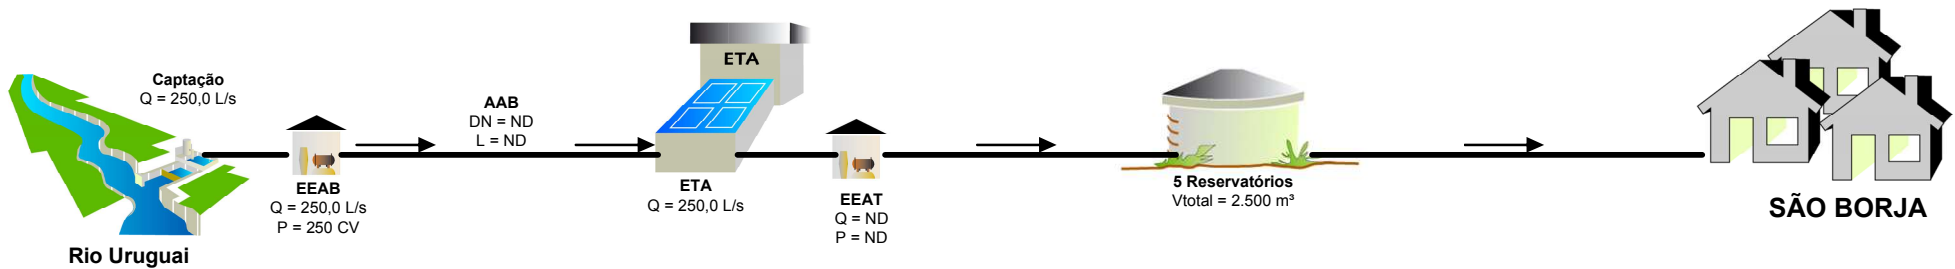 Captação
Q = 250,0 L/s
Rio Uruguai
EEAB
Q = 250,0 L/s
P = 250 CV
AAB
DN = ND
L = ND
ETA
ETA
Q = 250,0 L/s
EEAT
Q = ND
P = ND
5 Reservatórios
Vtotal = 2.500 m³
SÃO BORJA